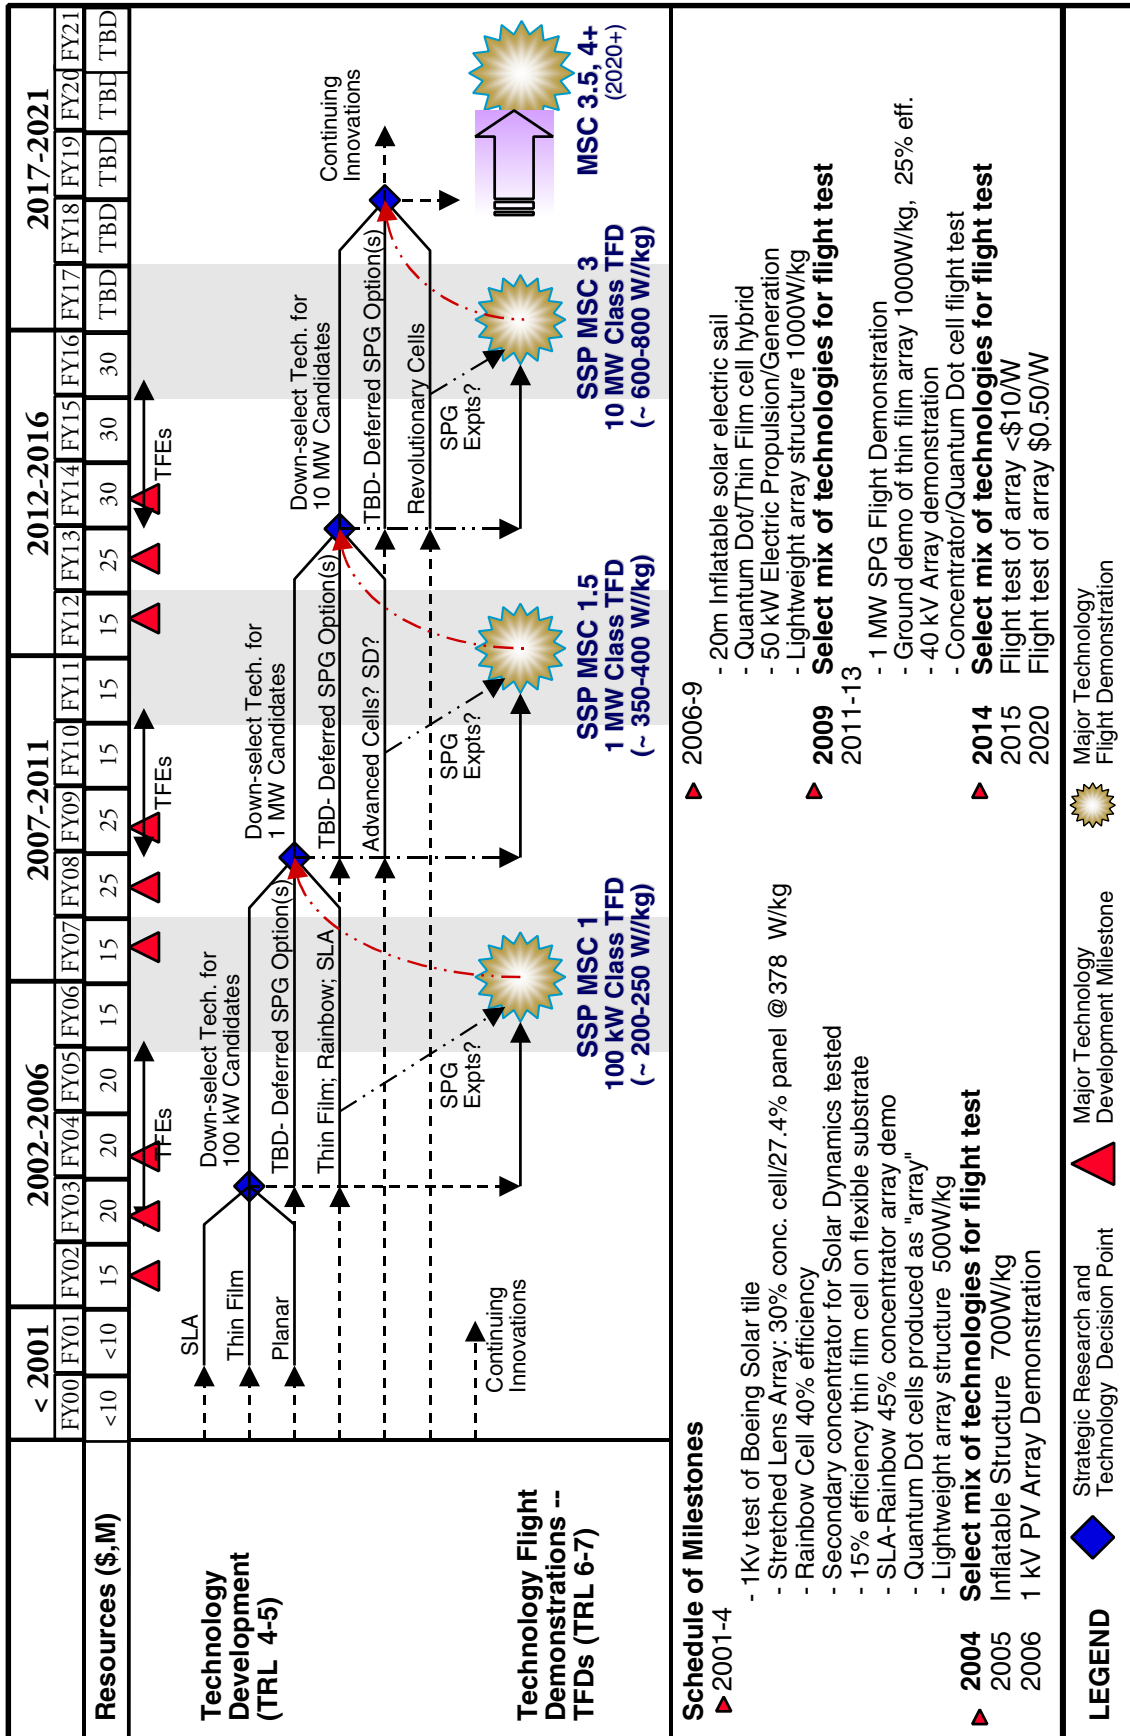 < 2001 2002-2006 2007-2011 2012-2016 2017-2021
FY00 FY01 FY02 FY03 FY04 FY05 FY06 FY07 FY08 FY09 FY10 FY11 FY12 FY13 FY14 FY15 FY16 FY17 FY18 FY19 FY20 FY21
Resources ($,M) <10 <10 15 20 20 20 15 15 25 25 15 15 15 25 30 30 30 TBD TBD TBD TBD TBD
TFEs TFEs TFEs
Technology
Development
(TRL 4-5)
SLA
Thin Film
Planar
Continuing
Innovations
Down-select Tech. for
100 kW Candidates
TBD- Deferred SPG Option(s)
Thin Film; Rainbow; SLA
SPG
Expts?
Down-select Tech. for
1 MW Candidates
TBD- Deferred SPG Option(s)
Advanced Cells? SD?
SPG
Expts?
Down-select Tech. for
10 MW Candidates
TBD- Deferred SPG Option(s)
Revolutionary Cells
SPG
Expts?
Continuing
Innovations
Technology Flight
Demonstrations --
TFDs (TRL 6-7)
SSP MSC 1
100 kW Class TFD
(~ 200-250 W//kg)
SSP MSC 1.5
1 MW Class TFD
(~ 350-400 W//kg)
SSP MSC 3
10 MW Class TFD
(~ 600-800 W//kg)
MSC 3.5, 4+
(2020+)
Schedule of Milestones
2001-4
- 1Kv test of Boeing Solar tile
- Stretched Lens Array: 30% conc. cell/27.4% panel @378 W/kg
- Rainbow Cell 40% efficiency
- Secondary concentrator for Solar Dynamics tested
- 15% efficiency thin film cell on flexible substrate
- SLA-Rainbow 45% concentrator array demo
- Quantum Dot cells produced as "array"
- Lightweight array structure 500W/kg
2004 Select mix of technologies for flight test
2005 Inflatable Structure 700W/kg
2006 1 kV PV Array Demonstration
2006-9
- 20m Inflatable solar electric sail
- Quantum Dot/Thin Film cell hybrid
- 50 kW Electric Propulsion/Generation
- Lightweight array structure 1000W/kg
2009 Select mix of technologies for flight test
2011-13
- 1 MW SPG Flight Demonstration
- Ground demo of thin film array 1000W/kg, 25% eff.
- 40 kV Array demonstration
- Concentrator/Quantum Dot cell flight test
2014 Select mix of technologies for flight test
2015 Flight test of array <$10/W
2020 Flight test of array $0.50/W
LEGEND
Strategic Research and
Technology Decision Point
Major Technology
Development Milestone
Major Technology
Flight Demonstration